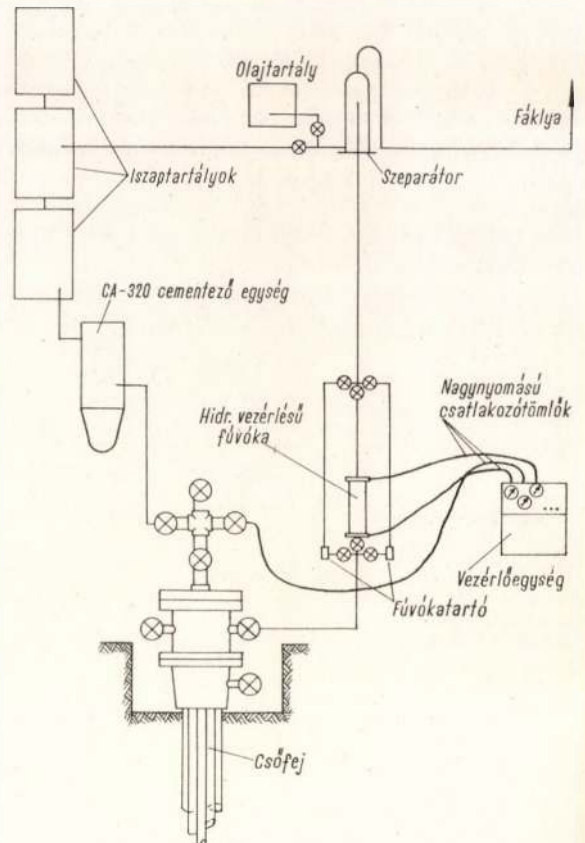 Olajtartály
Fáklya
Iszaptartályok
Szeparátor
CA-320 cementező egység
Nagynyomású
csatlakozótömlők
Hidr. vezérlésű
fúvóka
Vezérlőegység
Fúvókatartó
Csőfej